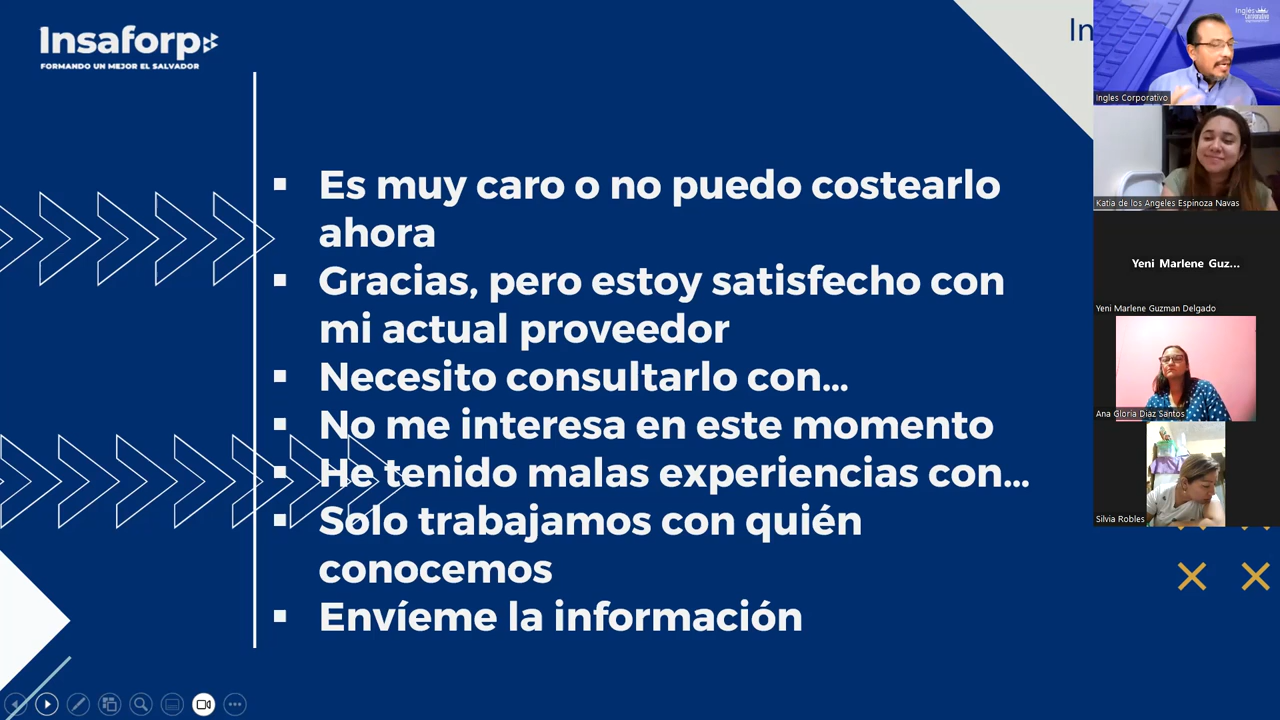 Insaforp
FORMANDO UN MEJOR EL SALVADOR
In
Es muy caro o no puedo costearlo
ahora
Gracias, pero estoy satisfecho con
mi actual proveedor
Necesito consultarlo con...
No me interesa en este momento
He tenido malas experiencias con...
Solo trabajamos con quién
conocemos
Envíeme la información
Inglés
Corporativo
Ingles Corporativo
Katia de los Angeles Espinoza Navas
Yeni Marlene Guz...
Yeni Marlene Guzman Delgado
Ana Gloria Diaz Santos
Silvia Robles